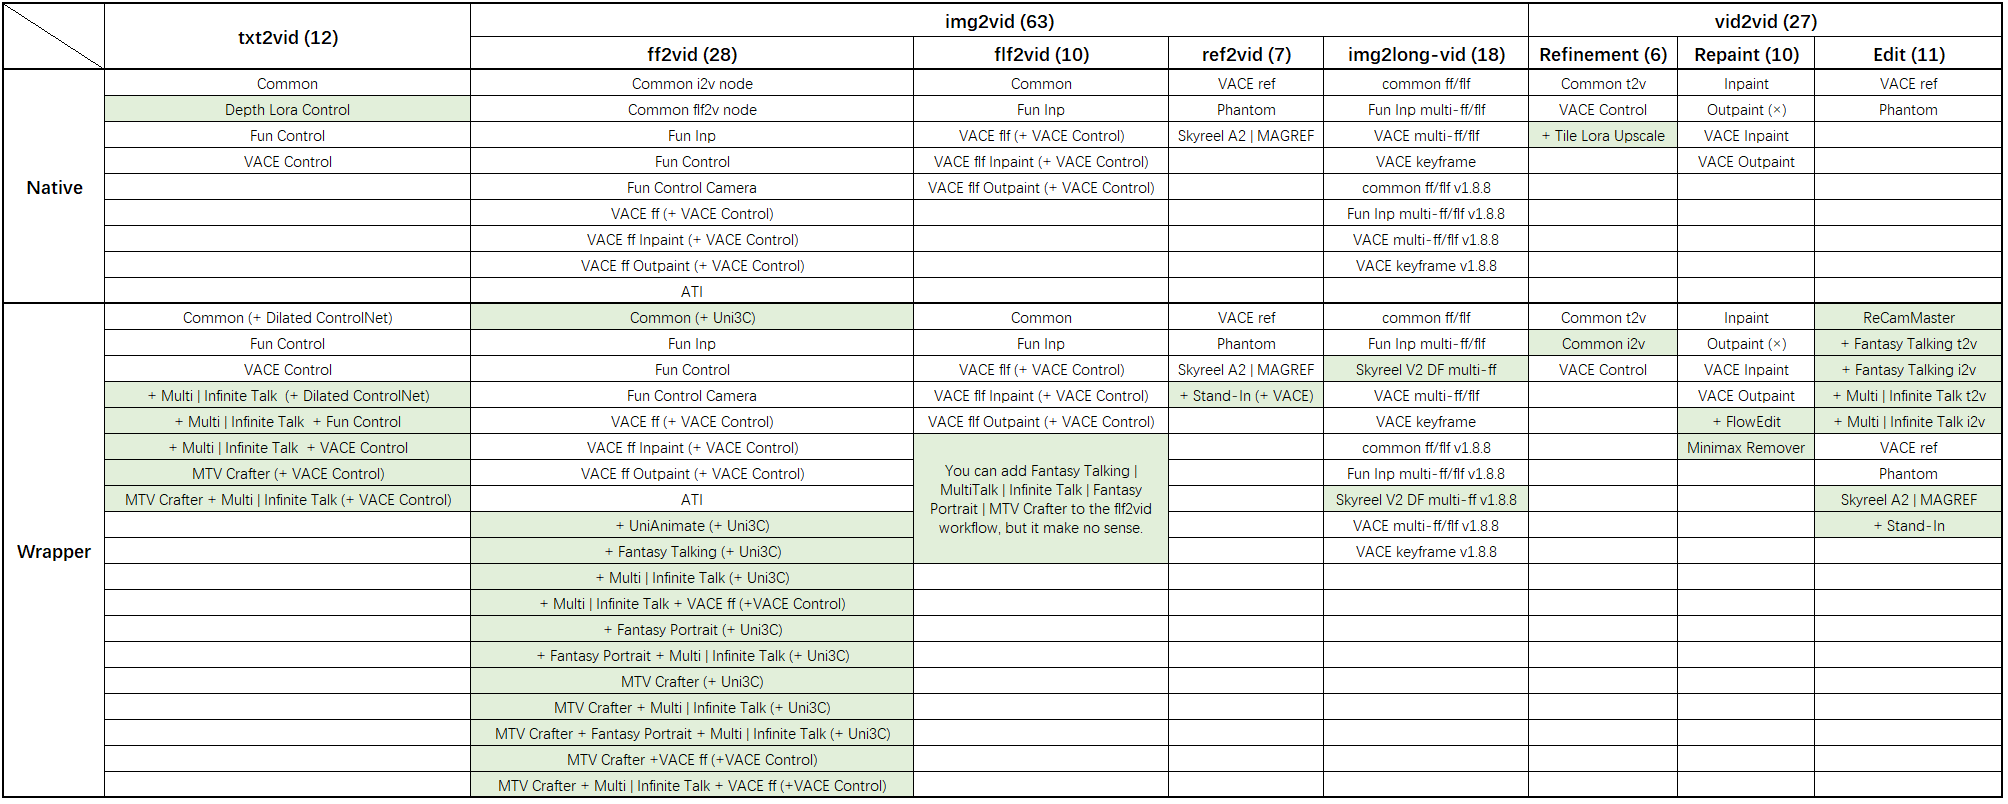 txt2vid (12)
img2vid (63)
vid2vid (27)
ff2vid (28)
flf2vid (10)
ref2vid (7)
img2long-vid (18)
Refinement (6)
Repaint (10)
Edit (11)
Native
Common
Common i2v node
Common
VACE ref
common ff/flf
Common t2v
Inpaint
VACE ref
Depth Lora Control
Common flf2v node
Fun Inp
Phantom
Fun Inp multi-ff/flf
VACE Control
Outpaint (×)
Phantom
Fun Control
Fun Inp
VACE flf (+ VACE Control)
Skyreel A2 | MAGREF
VACE multi-ff/flf
+ Tile Lora Upscale
VACE Inpaint
VACE Control
Fun Control
VACE flf Inpaint (+ VACE Control)
VACE keyframe
VACE Outpaint
Fun Control Camera
VACE flf Outpaint (+ VACE Control)
common ff/flf v1.8.8
VACE ff (+ VACE Control)
Fun Inp multi-ff/flf v1.8.8
VACE ff Inpaint (+ VACE Control)
VACE multi-ff/flf v1.8.8
VACE ff Outpaint (+ VACE Control)
VACE keyframe v1.8.8
ATI
Wrapper
Common (+ Dilated ControlNet)
Common (+ Uni3C)
Common
VACE ref
common ff/flf
Common t2v
Inpaint
ReCamMaster
Fun Control
Fun Inp
Fun Inp
Phantom
Fun Inp multi-ff/flf
Common i2v
Outpaint (×)
+ Fantasy Talking t2v
VACE Control
Fun Control
VACE flf (+ VACE Control)
Skyreel A2 | MAGREF
Skyreel V2 DF multi-ff
VACE Control
VACE Inpaint
+ Fantasy Talking i2v
+ Multi | Infinite Talk  (+ Dilated ControlNet)
Fun Control Camera
VACE flf Inpaint (+ VACE Control)
+ Stand-In (+ VACE)
VACE multi-ff/flf
VACE Outpaint
+ Multi | Infinite Talk t2v
+ Multi | Infinite Talk  + Fun Control
VACE ff (+ VACE Control)
VACE flf Outpaint (+ VACE Control)
VACE keyframe
+ FlowEdit
+ Multi | Infinite Talk i2v
+ Multi | Infinite Talk  + VACE Control
VACE ff Inpaint (+ VACE Control)
You can add Fantasy Talking |
MultiTalk | Infinite Talk | Fantasy
Portrait | MTV Crafter to the flf2vid
workflow, but it make no sense.
common ff/flf v1.8.8
Minimax Remover
VACE ref
MTV Crafter (+ VACE Control)
VACE ff Outpaint (+ VACE Control)
Fun Inp multi-ff/flf v1.8.8
Phantom
MTV Crafter + Multi | Infinite Talk (+ VACE Control)
ATI
Skyreel V2 DF multi-ff v1.8.8
Skyreel A2 | MAGREF
+ UniAnimate (+ Uni3C)
VACE multi-ff/flf v1.8.8
+ Stand-In
+ Fantasy Talking (+ Uni3C)
VACE keyframe v1.8.8
+ Multi | Infinite Talk (+ Uni3C)
+ Multi | Infinite Talk + VACE ff (+VACE Control)
+ Fantasy Portrait (+ Uni3C)
+ Fantasy Portrait + Multi | Infinite Talk (+ Uni3C)
MTV Crafter (+ Uni3C)
MTV Crafter + Multi | Infinite Talk (+ Uni3C)
MTV Crafter + Fantasy Portrait + Multi | Infinite Talk (+ Uni3C)
MTV Crafter +VACE ff (+VACE Control)
MTV Crafter + Multi | Infinite Talk + VACE ff (+VACE Control)